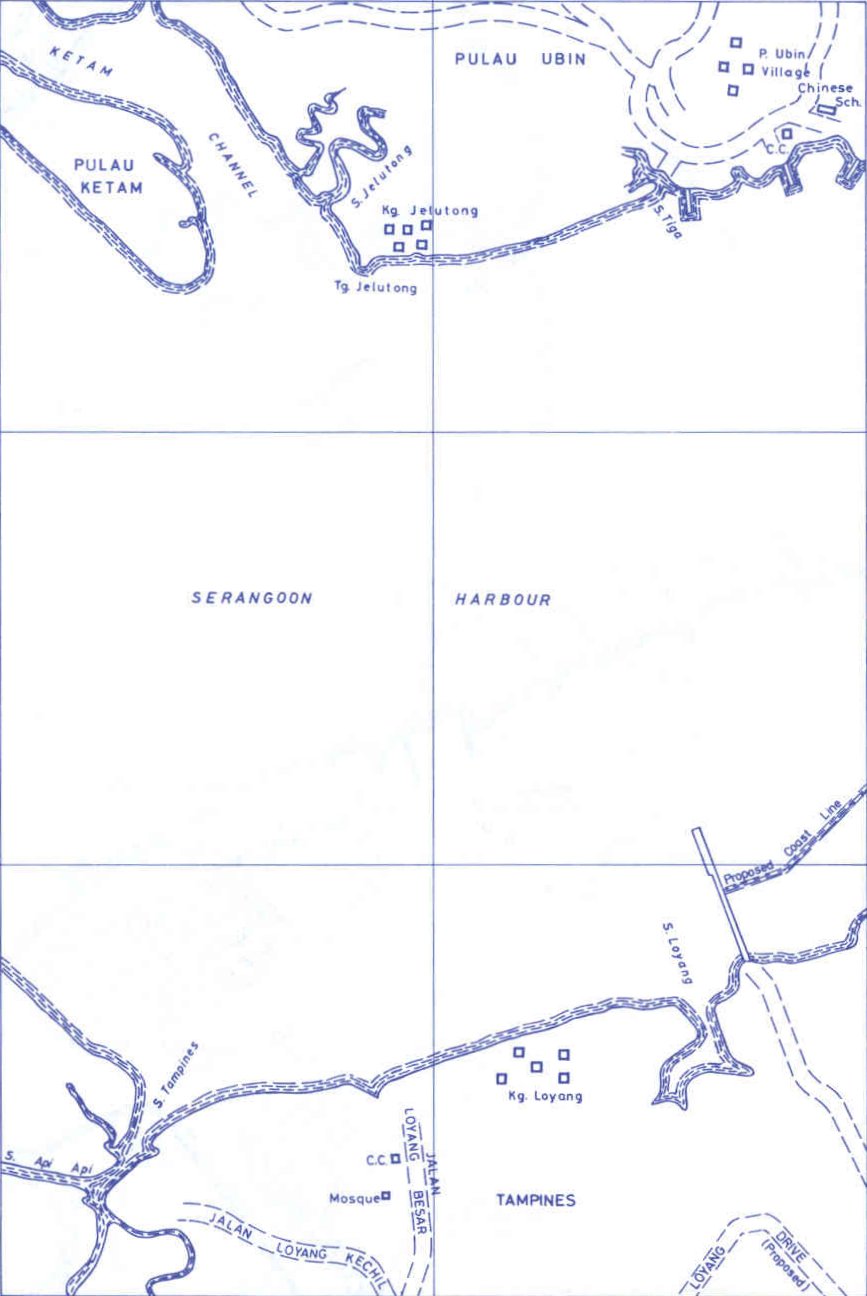 KETAM
CHANNEL
PULAU
KETAM
PULAU UBIN
P. Ubin
Village
Chinese
Sch.
C.C.
S. Jelutong
Kg. Jelutong
S. Tiga
Tg. Jelutong
SERANGOON HARBOUR
Proposed Coast Line
S. Loyang
S. Tampines
Kg. Loyang
S. Api Api
C.C.
Mosque
JALAN
LOYANG BESAR
TAMPINES
JALAN LOYANG KECHIL
LOYANG DRIVE
(Proposed)